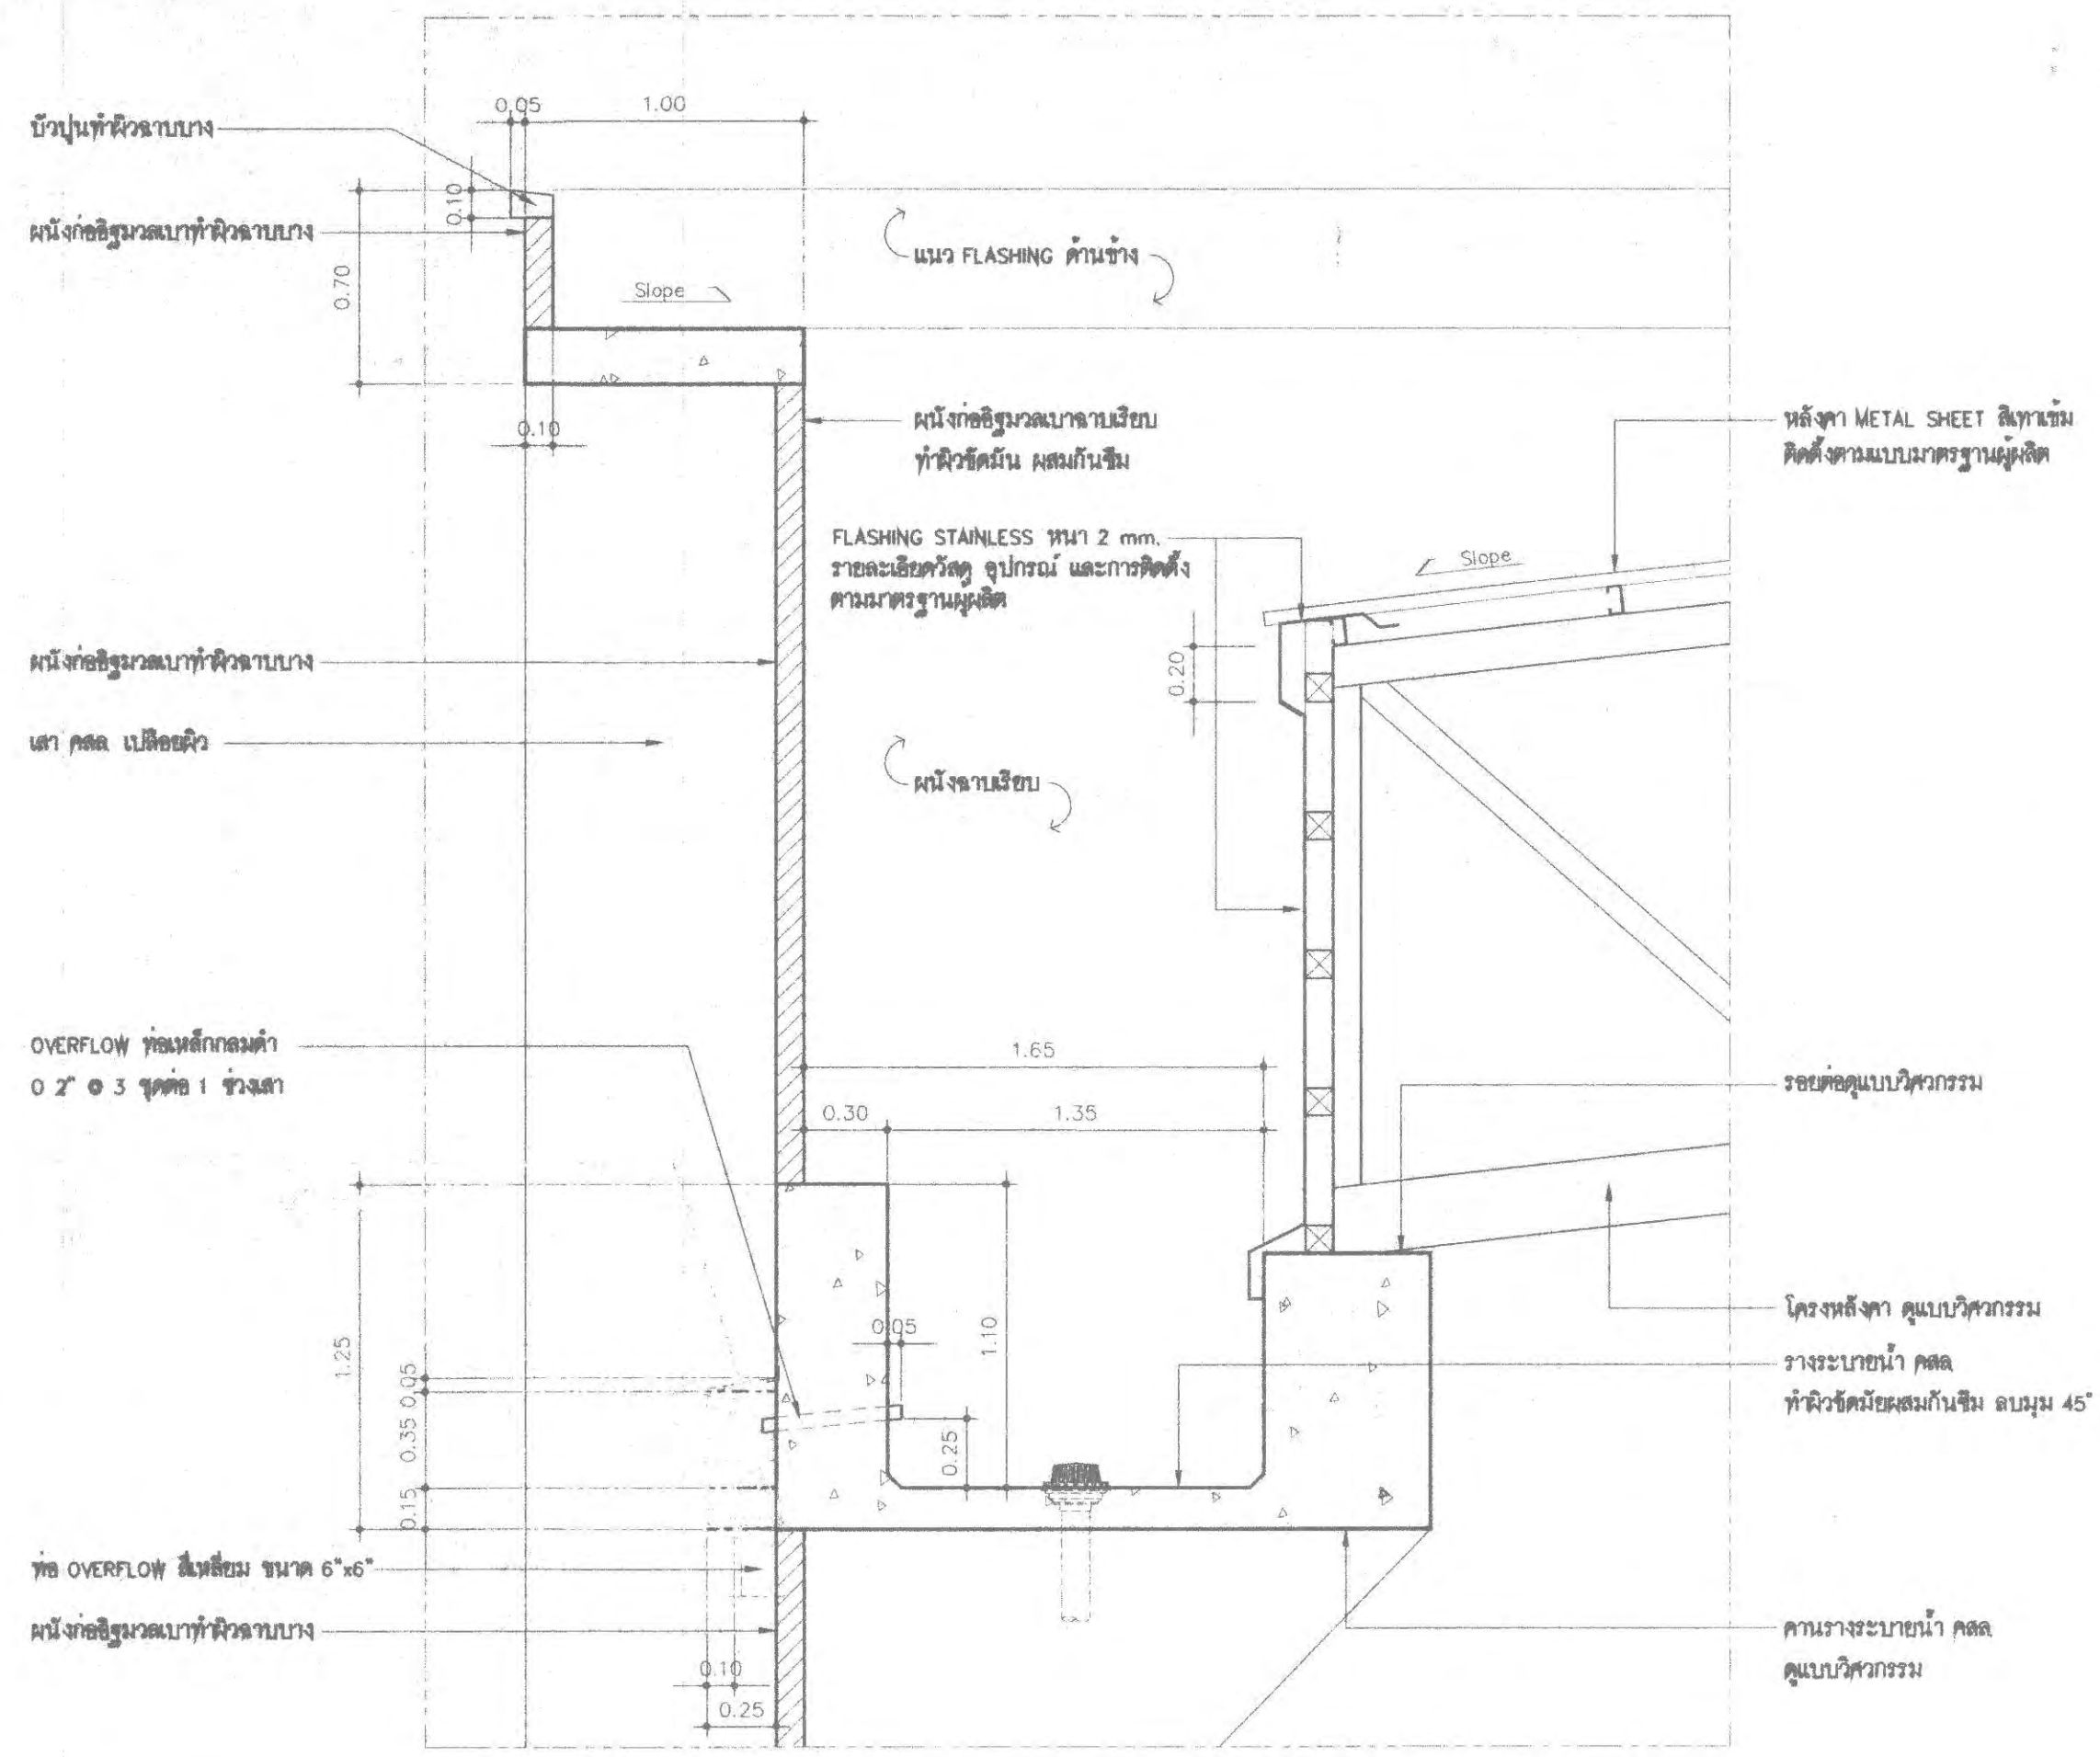 0.05
1.00
บัวปูนทำผิวฉาบบาง
0.10
ผนังก่ออิฐมวลเบาทำผิวฉาบบาง
0.70
แนว FLASHING ด้านข้าง
Slope
0.10
ผนังก่ออิฐมวลเบาฉาบเรียบ
ทำผิวขัดมัน ผสมกันซึม
หลังคา METAL SHEET สีเทาเข้ม
ติดตั้งตามแบบมาตรฐานผู้ผลิต
FLASHING STAINLESS หนา 2 mm.
รายละเอียดวัสดุ อุปกรณ์ และการติดตั้ง
ตามมาตรฐานผู้ผลิต
Slope
0.20
ผนังก่ออิฐมวลเบาทำผิวฉาบบาง
เสา คสล. เปลือยผิว
ผนังฉาบเรียบ
OVERFLOW ท่อเหล็กกลมดำ
O 2" @ 3 ชุดต่อ 1 ช่วงเสา
1.65
0.30
1.35
รอยต่อดูแบบวิศวกรรม
1.25
0.05
1.10
0.05
0.35
0.25
0.15
โครงหลังคา ดูแบบวิศวกรรม
รางระบายน้ำ คสล.
ทำผิวขัดมัยผสมกันซึม ลบมุม 45°
ท่อ OVERFLOW สี่เหลี่ยม ขนาด 6"x6"
ผนังก่ออิฐมวลเบาทำผิวฉาบบาง
0.10
0.25
คานรางระบายน้ำ คสล.
ดูแบบวิศวกรรม